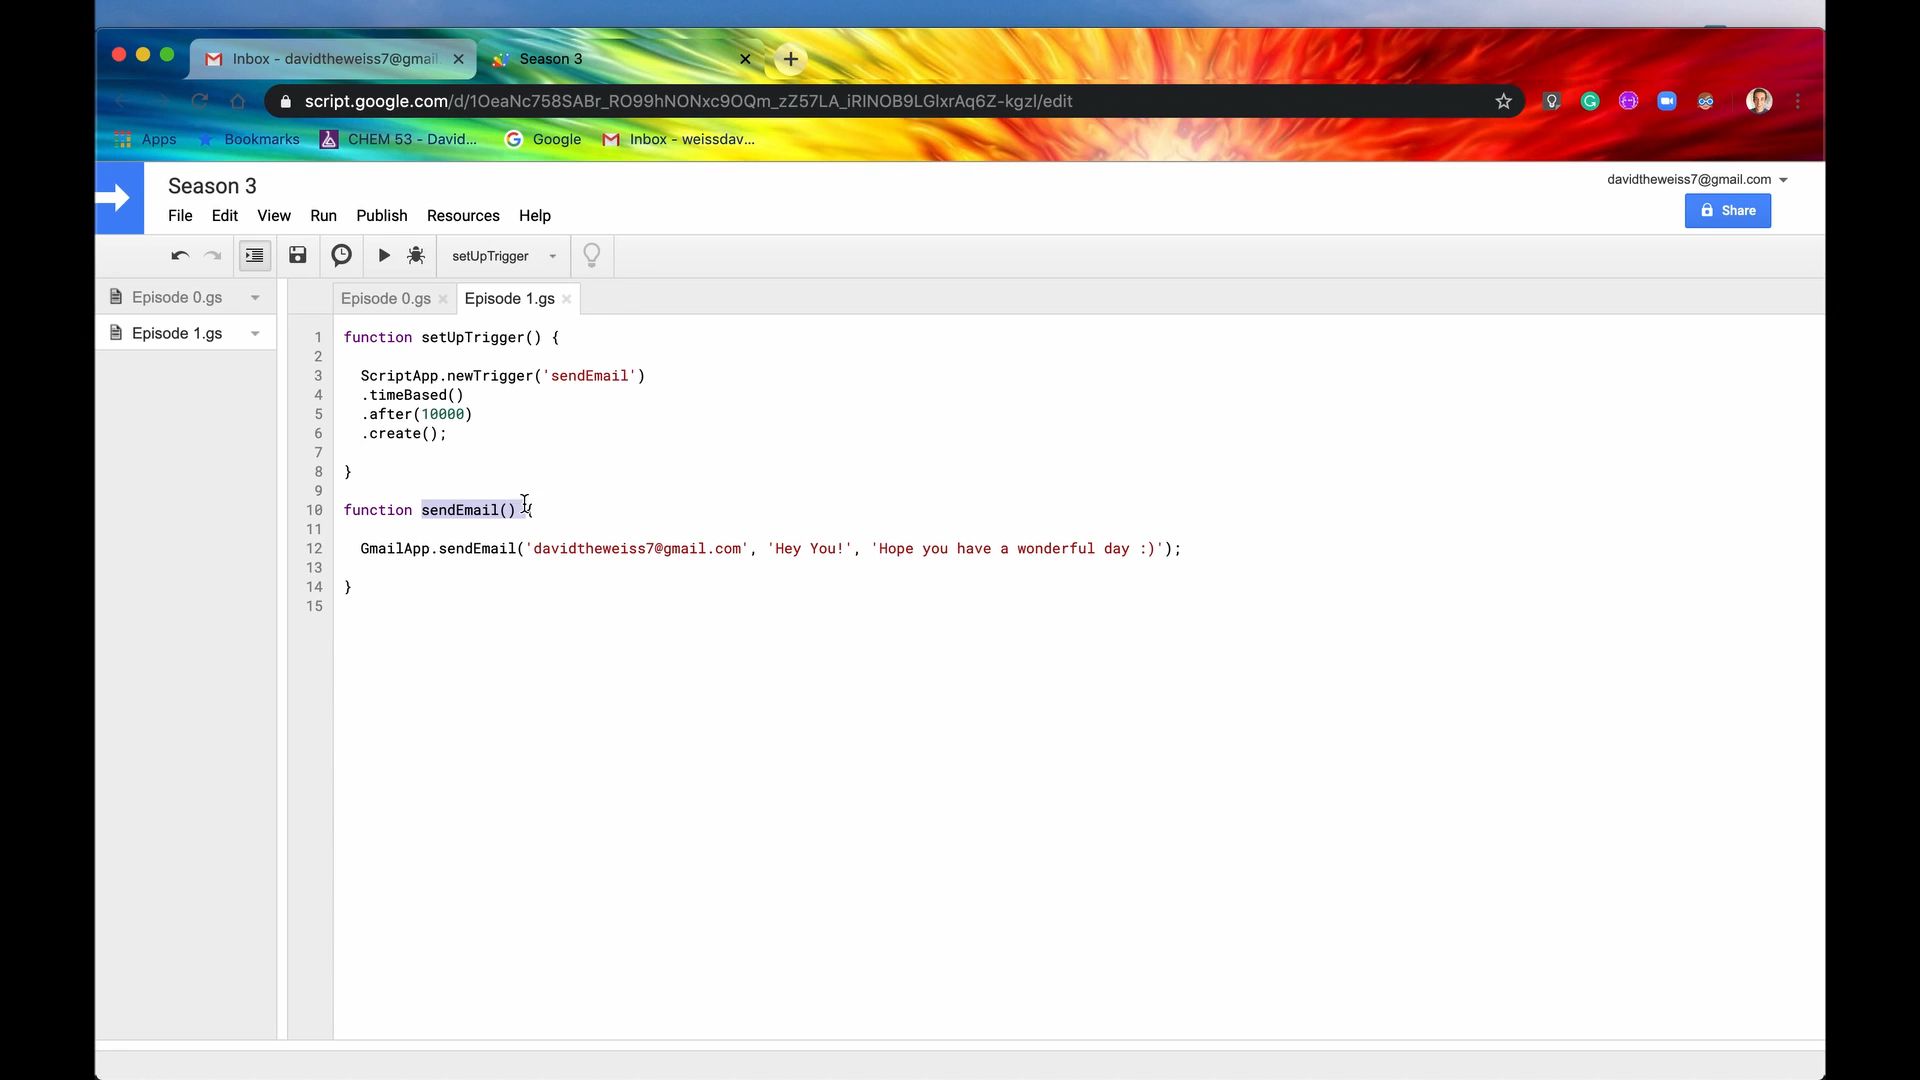 Inbox - davidtheweiss7@gmail.
Season 3
script.google.com/d/1OeaNc758SABr_RO99hNONxc9OQm_zZ57LA_iRINOB9LGlxrAq6Z-kgzl/edit
Apps Bookmarks CHEM 53 - David... Google Inbox - weissdav...
Season 3
davidtheweiss7@gmail.com
File Edit View Run Publish Resources Help
Share
setUpTrigger
Episode 0.gs
Episode 1.gs
Episode 0.gs Episode 1.gs
1 function setUpTrigger() {
2
3 ScriptApp.newTrigger('sendEmail')
4 .timeBased()
5 .after(10000)
6 .create();
7
8 }
9
10 function sendEmail() {
11
12 GmailApp.sendEmail('davidtheweiss7@gmail.com', 'Hey You!', 'Hope you have a wonderful day :)');
13
14 }
15